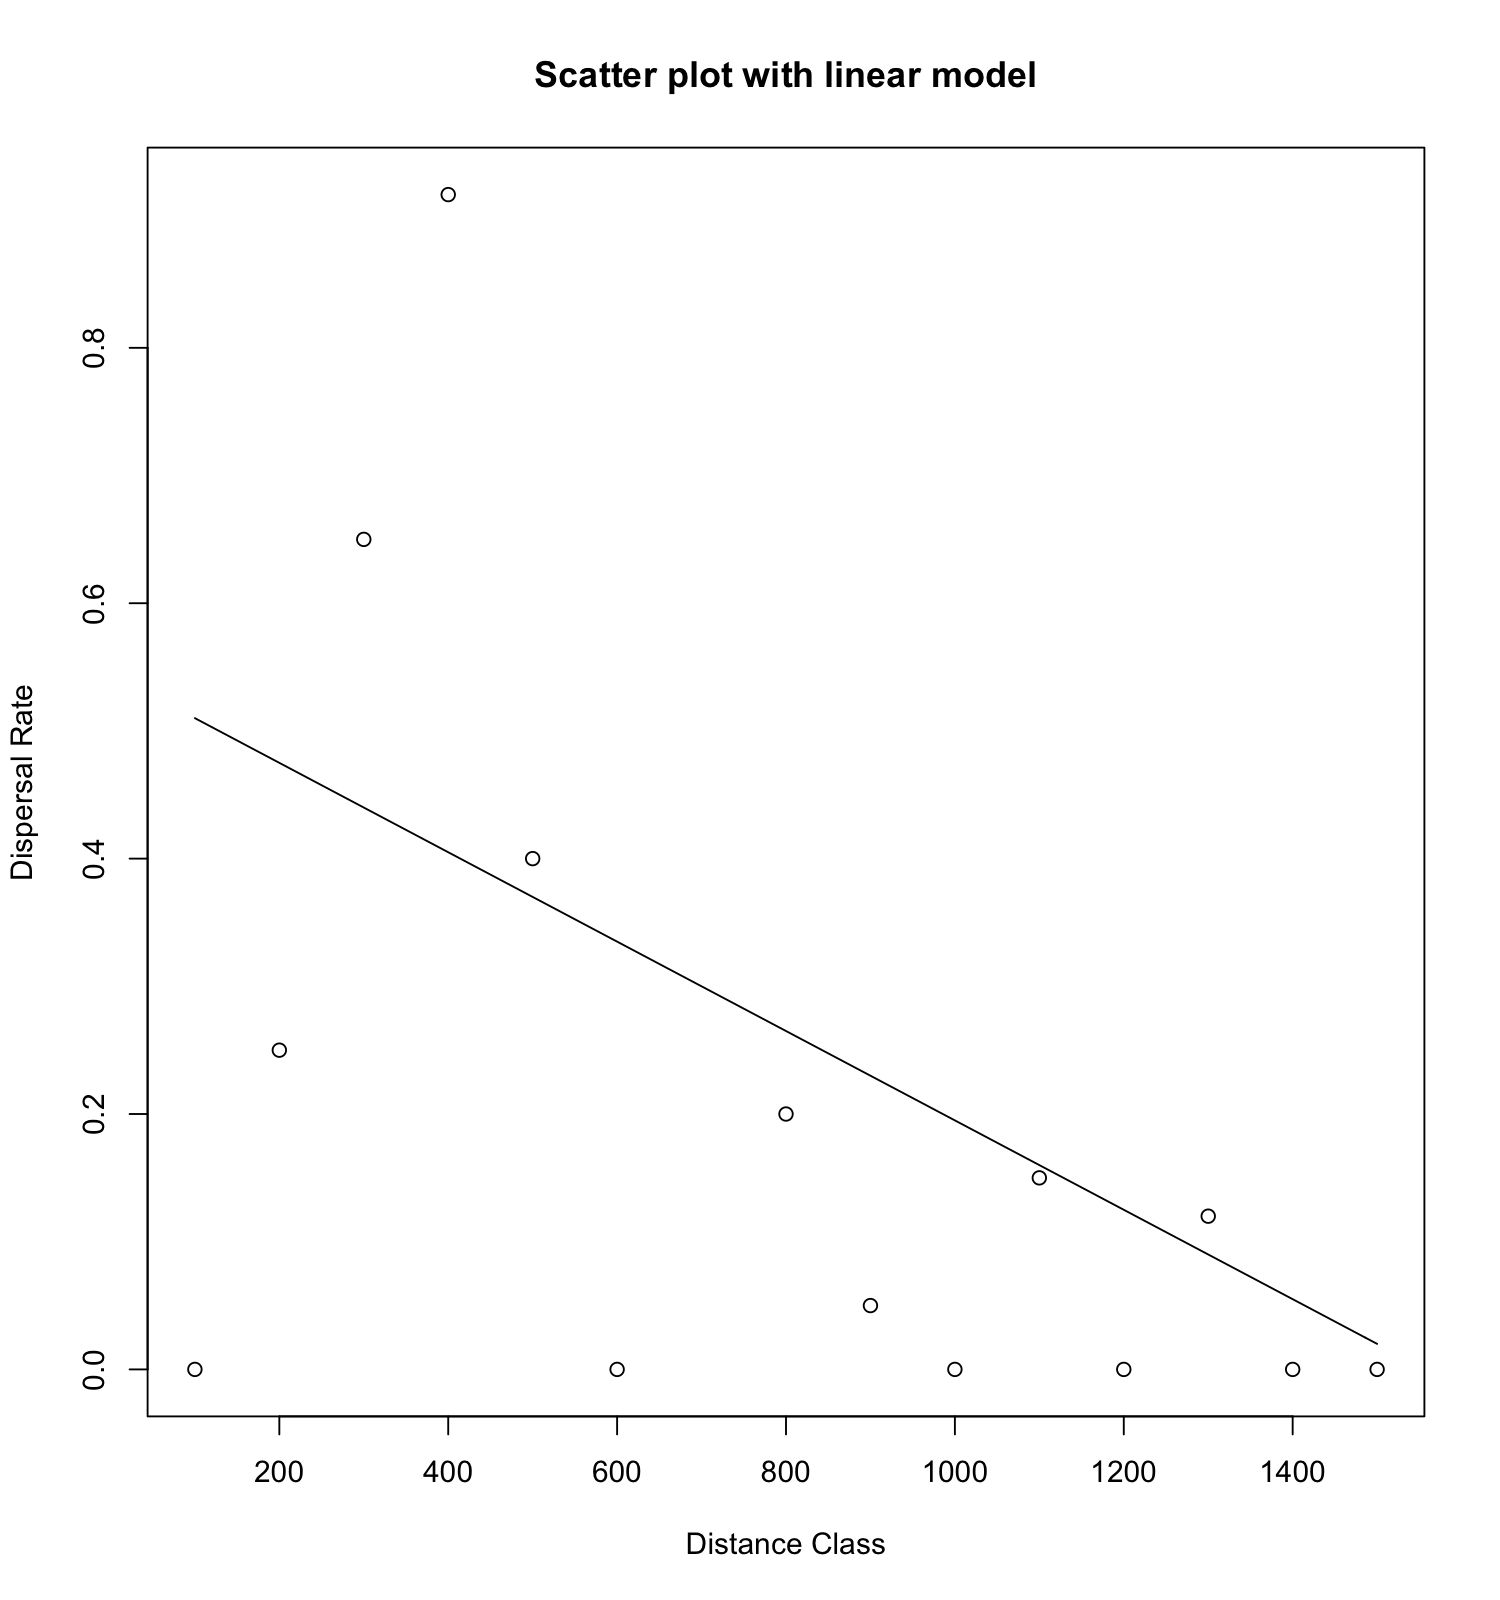 Scatter plot with linear model
Dispersal Rate
0.8
0.6
0.4
0.2
0.0
200 400 600 800 1000 1200 1400
Distance Class